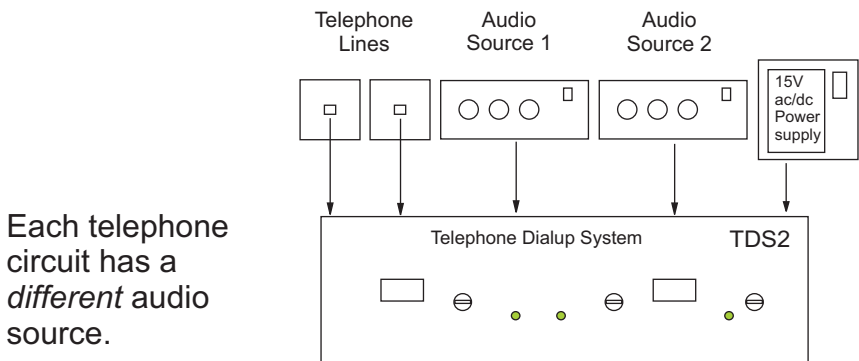 Telephone
Lines
Audio
Source 1
Audio
Source 2
15V
ac/dc
Power
supply
Each telephone
circuit has a
different audio
source.
Telephone Dialup System
TDS2